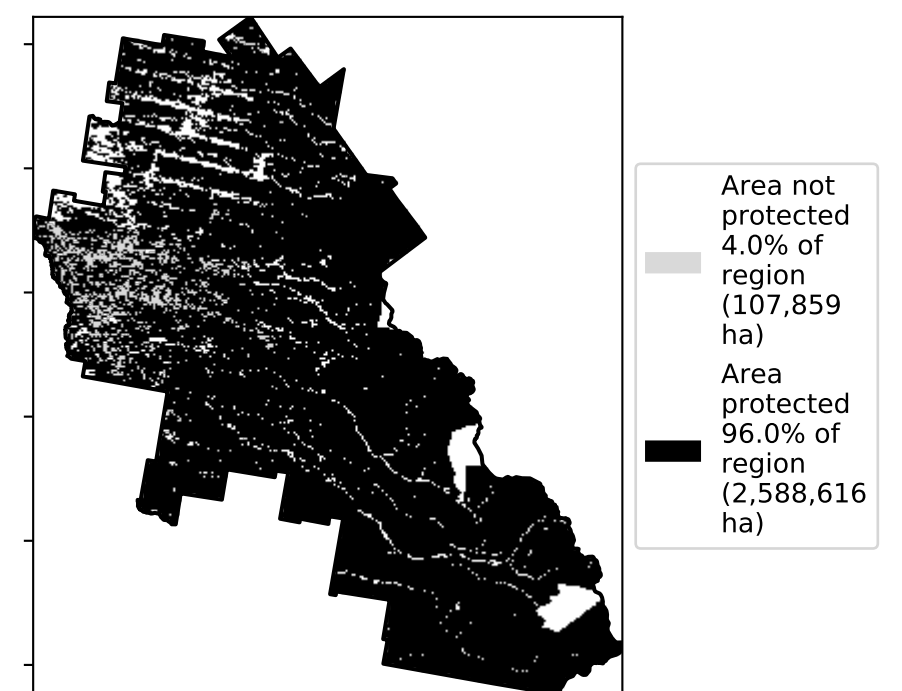 Area not
protected
4.0% of
region
(107,859
ha)
Area
protected
96.0% of
region
(2,588,616
ha)